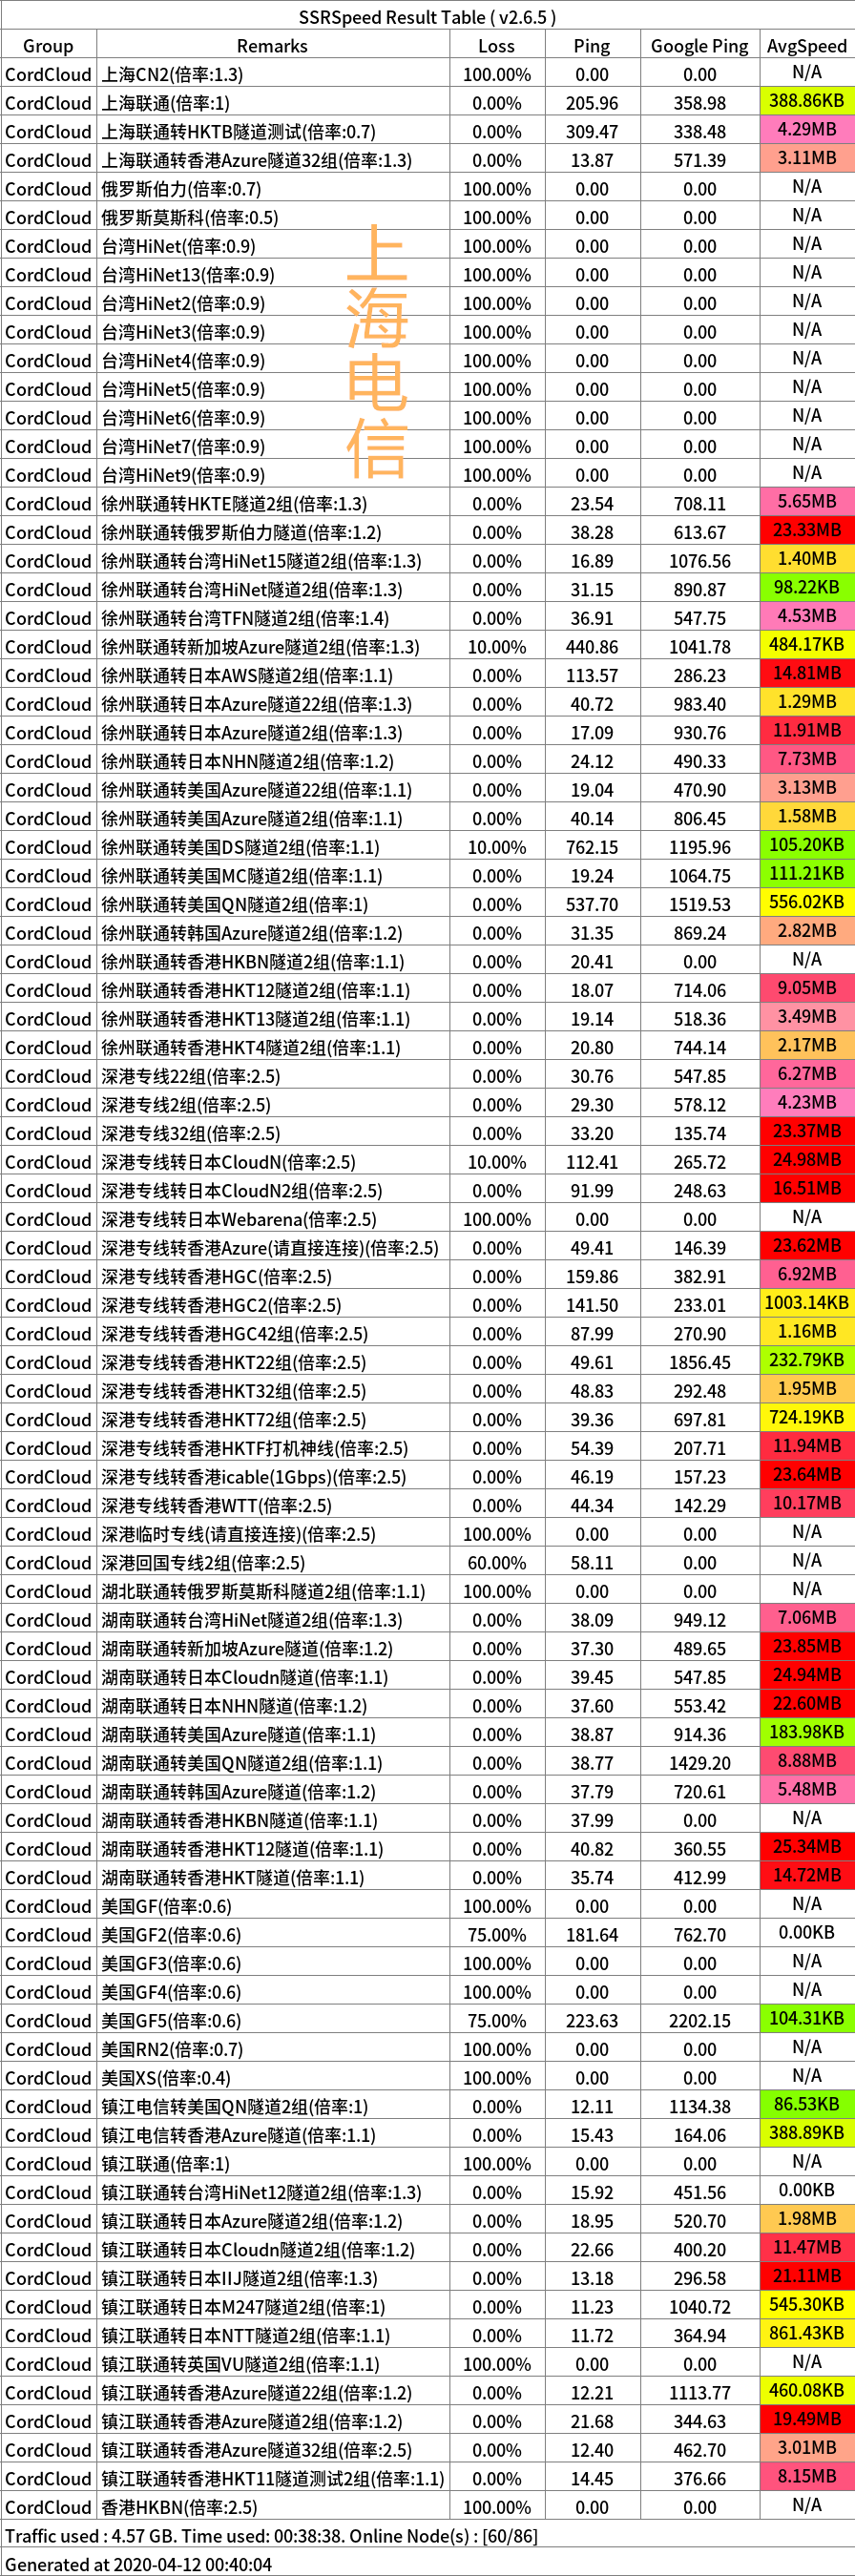 SSRSpeed Result Table ( v2.6.5 )
Group Remarks Loss Ping Google Ping AvgSpeed
CordCloud 上海CN2(倍率:1.3) 100.00% 0.00 0.00 N/A
CordCloud 上海联通(倍率:1) 0.00% 205.96 358.98 388.86KB
CordCloud 上海联通转HKTB隧道测试(倍率:0.7) 0.00% 309.47 338.48 4.29MB
CordCloud 上海联通转香港Azure隧道32组(倍率:1.3) 0.00% 13.87 571.39 3.11MB
CordCloud 俄罗斯伯力(倍率:0.7) 100.00% 0.00 0.00 N/A
CordCloud 俄罗斯莫斯科(倍率:0.5) 100.00% 0.00 0.00 N/A
CordCloud 台湾HiNet(倍率:0.9) 100.00% 0.00 0.00 N/A
CordCloud 台湾HiNet13(倍率:0.9) 100.00% 0.00 0.00 N/A
CordCloud 台湾HiNet2(倍率:0.9) 100.00% 0.00 0.00 N/A
CordCloud 台湾HiNet3(倍率:0.9) 100.00% 0.00 0.00 N/A
CordCloud 台湾HiNet4(倍率:0.9) 100.00% 0.00 0.00 N/A
CordCloud 台湾HiNet5(倍率:0.9) 100.00% 0.00 0.00 N/A
CordCloud 台湾HiNet6(倍率:0.9) 100.00% 0.00 0.00 N/A
CordCloud 台湾HiNet7(倍率:0.9) 100.00% 0.00 0.00 N/A
CordCloud 台湾HiNet9(倍率:0.9) 100.00% 0.00 0.00 N/A
上海电信
CordCloud 徐州联通转HKTE隧道2组(倍率:1.3) 0.00% 23.54 708.11 5.65MB
CordCloud 徐州联通转俄罗斯伯力隧道(倍率:1.2) 0.00% 38.28 613.67 23.33MB
CordCloud 徐州联通转台湾HiNet15隧道2组(倍率:1.3) 0.00% 16.89 1076.56 1.40MB
CordCloud 徐州联通转台湾HiNet隧道2组(倍率:1.3) 0.00% 31.15 890.87 98.22KB
CordCloud 徐州联通转台湾TFN隧道2组(倍率:1.4) 0.00% 36.91 547.75 4.53MB
CordCloud 徐州联通转新加坡Azure隧道2组(倍率:1.3) 10.00% 440.86 1041.78 484.17KB
CordCloud 徐州联通转日本AWS隧道2组(倍率:1.1) 0.00% 113.57 286.23 14.81MB
CordCloud 徐州联通转日本Azure隧道22组(倍率:1.3) 0.00% 40.72 983.40 1.29MB
CordCloud 徐州联通转日本Azure隧道2组(倍率:1.3) 0.00% 17.09 930.76 11.91MB
CordCloud 徐州联通转日本NHN隧道2组(倍率:1.2) 0.00% 24.12 490.33 7.73MB
CordCloud 徐州联通转美国Azure隧道22组(倍率:1.1) 0.00% 19.04 470.90 3.13MB
CordCloud 徐州联通转美国Azure隧道2组(倍率:1.1) 0.00% 40.14 806.45 1.58MB
CordCloud 徐州联通转美国DS隧道2组(倍率:1.1) 10.00% 762.15 1195.96 105.20KB
CordCloud 徐州联通转美国MC隧道2组(倍率:1.1) 0.00% 19.24 1064.75 111.21KB
CordCloud 徐州联通转美国QN隧道2组(倍率:1) 0.00% 537.70 1519.53 556.02KB
CordCloud 徐州联通转韩国Azure隧道2组(倍率:1.2) 0.00% 31.35 869.24 2.82MB
CordCloud 徐州联通转香港HKBN隧道2组(倍率:1.1) 0.00% 20.41 0.00 N/A
CordCloud 徐州联通转香港HKT12隧道2组(倍率:1.1) 0.00% 18.07 714.06 9.05MB
CordCloud 徐州联通转香港HKT13隧道2组(倍率:1.1) 0.00% 19.14 518.36 3.49MB
CordCloud 徐州联通转香港HKT4隧道2组(倍率:1.1) 0.00% 20.80 744.14 2.17MB
CordCloud 深港专线22组(倍率:2.5) 0.00% 30.76 547.85 6.27MB
CordCloud 深港专线2组(倍率:2.5) 0.00% 29.30 578.12 4.23MB
CordCloud 深港专线32组(倍率:2.5) 0.00% 33.20 135.74 23.37MB
CordCloud 深港专线转日本CloudN(倍率:2.5) 10.00% 112.41 265.72 24.98MB
CordCloud 深港专线转日本CloudN2组(倍率:2.5) 0.00% 91.99 248.63 16.51MB
CordCloud 深港专线转日本Webarena(倍率:2.5) 100.00% 0.00 0.00 N/A
CordCloud 深港专线转香港Azure(请直接连接)(倍率:2.5) 0.00% 49.41 146.39 23.62MB
CordCloud 深港专线转香港HGC(倍率:2.5) 0.00% 159.86 382.91 6.92MB
CordCloud 深港专线转香港HGC2(倍率:2.5) 0.00% 141.50 233.01 1003.14KB
CordCloud 深港专线转香港HGC42组(倍率:2.5) 0.00% 87.99 270.90 1.16MB
CordCloud 深港专线转香港HKT22组(倍率:2.5) 0.00% 49.61 1856.45 232.79KB
CordCloud 深港专线转香港HKT32组(倍率:2.5) 0.00% 48.83 292.48 1.95MB
CordCloud 深港专线转香港HKT72组(倍率:2.5) 0.00% 39.36 697.81 724.19KB
CordCloud 深港专线转香港HKTF打机神线(倍率:2.5) 0.00% 54.39 207.71 11.94MB
CordCloud 深港专线转香港icable(1Gbps)(倍率:2.5) 0.00% 46.19 157.23 23.64MB
CordCloud 深港专线转香港WTT(倍率:2.5) 0.00% 44.34 142.29 10.17MB
CordCloud 深港临时专线(请直接连接)(倍率:2.5) 100.00% 0.00 0.00 N/A
CordCloud 深港回国专线2组(倍率:2.5) 60.00% 58.11 0.00 N/A
CordCloud 湖北联通转俄罗斯莫斯科隧道2组(倍率:1.1) 100.00% 0.00 0.00 N/A
CordCloud 湖南联通转台湾HiNet隧道2组(倍率:1.3) 0.00% 38.09 949.12 7.06MB
CordCloud 湖南联通转新加坡Azure隧道(倍率:1.2) 0.00% 37.30 489.65 23.85MB
CordCloud 湖南联通转日本Cloudn隧道(倍率:1.1) 0.00% 39.45 547.85 24.94MB
CordCloud 湖南联通转日本NHN隧道(倍率:1.2) 0.00% 37.60 553.42 22.60MB
CordCloud 湖南联通转美国Azure隧道(倍率:1.1) 0.00% 38.87 914.36 183.98KB
CordCloud 湖南联通转美国QN隧道2组(倍率:1.1) 0.00% 38.77 1429.20 8.88MB
CordCloud 湖南联通转韩国Azure隧道(倍率:1.2) 0.00% 37.79 720.61 5.48MB
CordCloud 湖南联通转香港HKBN隧道(倍率:1.1) 0.00% 37.99 0.00 N/A
CordCloud 湖南联通转香港HKT12隧道(倍率:1.1) 0.00% 40.82 360.55 25.34MB
CordCloud 湖南联通转香港HKT隧道(倍率:1.1) 0.00% 35.74 412.99 14.72MB
CordCloud 美国GF(倍率:0.6) 100.00% 0.00 0.00 N/A
CordCloud 美国GF2(倍率:0.6) 75.00% 181.64 762.70 0.00KB
CordCloud 美国GF3(倍率:0.6) 100.00% 0.00 0.00 N/A
CordCloud 美国GF4(倍率:0.6) 100.00% 0.00 0.00 N/A
CordCloud 美国GF5(倍率:0.6) 75.00% 223.63 2202.15 104.31KB
CordCloud 美国RN2(倍率:0.7) 100.00% 0.00 0.00 N/A
CordCloud 美国XS(倍率:0.4) 100.00% 0.00 0.00 N/A
CordCloud 镇江电信转美国QN隧道2组(倍率:1) 0.00% 12.11 1134.38 86.53KB
CordCloud 镇江电信转香港Azure隧道(倍率:1.1) 0.00% 15.43 164.06 388.89KB
CordCloud 镇江联通(倍率:1) 100.00% 0.00 0.00 N/A
CordCloud 镇江联通转台湾HiNet12隧道2组(倍率:1.3) 0.00% 15.92 451.56 0.00KB
CordCloud 镇江联通转日本Azure隧道2组(倍率:1.2) 0.00% 18.95 520.70 1.98MB
CordCloud 镇江联通转日本Cloudn隧道2组(倍率:1.2) 0.00% 22.66 400.20 11.47MB
CordCloud 镇江联通转日本IIJ隧道2组(倍率:1.3) 0.00% 13.18 296.58 21.11MB
CordCloud 镇江联通转日本M247隧道2组(倍率:1) 0.00% 11.23 1040.72 545.30KB
CordCloud 镇江联通转日本NTT隧道2组(倍率:1.1) 0.00% 11.72 364.94 861.43KB
CordCloud 镇江联通转英国VU隧道2组(倍率:1.1) 100.00% 0.00 0.00 N/A
CordCloud 镇江联通转香港Azure隧道22组(倍率:1.2) 0.00% 12.21 1113.77 460.08KB
CordCloud 镇江联通转香港Azure隧道2组(倍率:1.2) 0.00% 21.68 344.63 19.49MB
CordCloud 镇江联通转香港Azure隧道32组(倍率:2.5) 0.00% 12.40 462.70 3.01MB
CordCloud 镇江联通转香港HKT11隧道测试2组(倍率:1.1) 0.00% 14.45 376.66 8.15MB
CordCloud 香港HKBN(倍率:2.5) 100.00% 0.00 0.00 N/A
Traffic used : 4.57 GB. Time used: 00:38:38. Online Node(s) : [60/86]
Generated at 2020-04-12 00:40:04